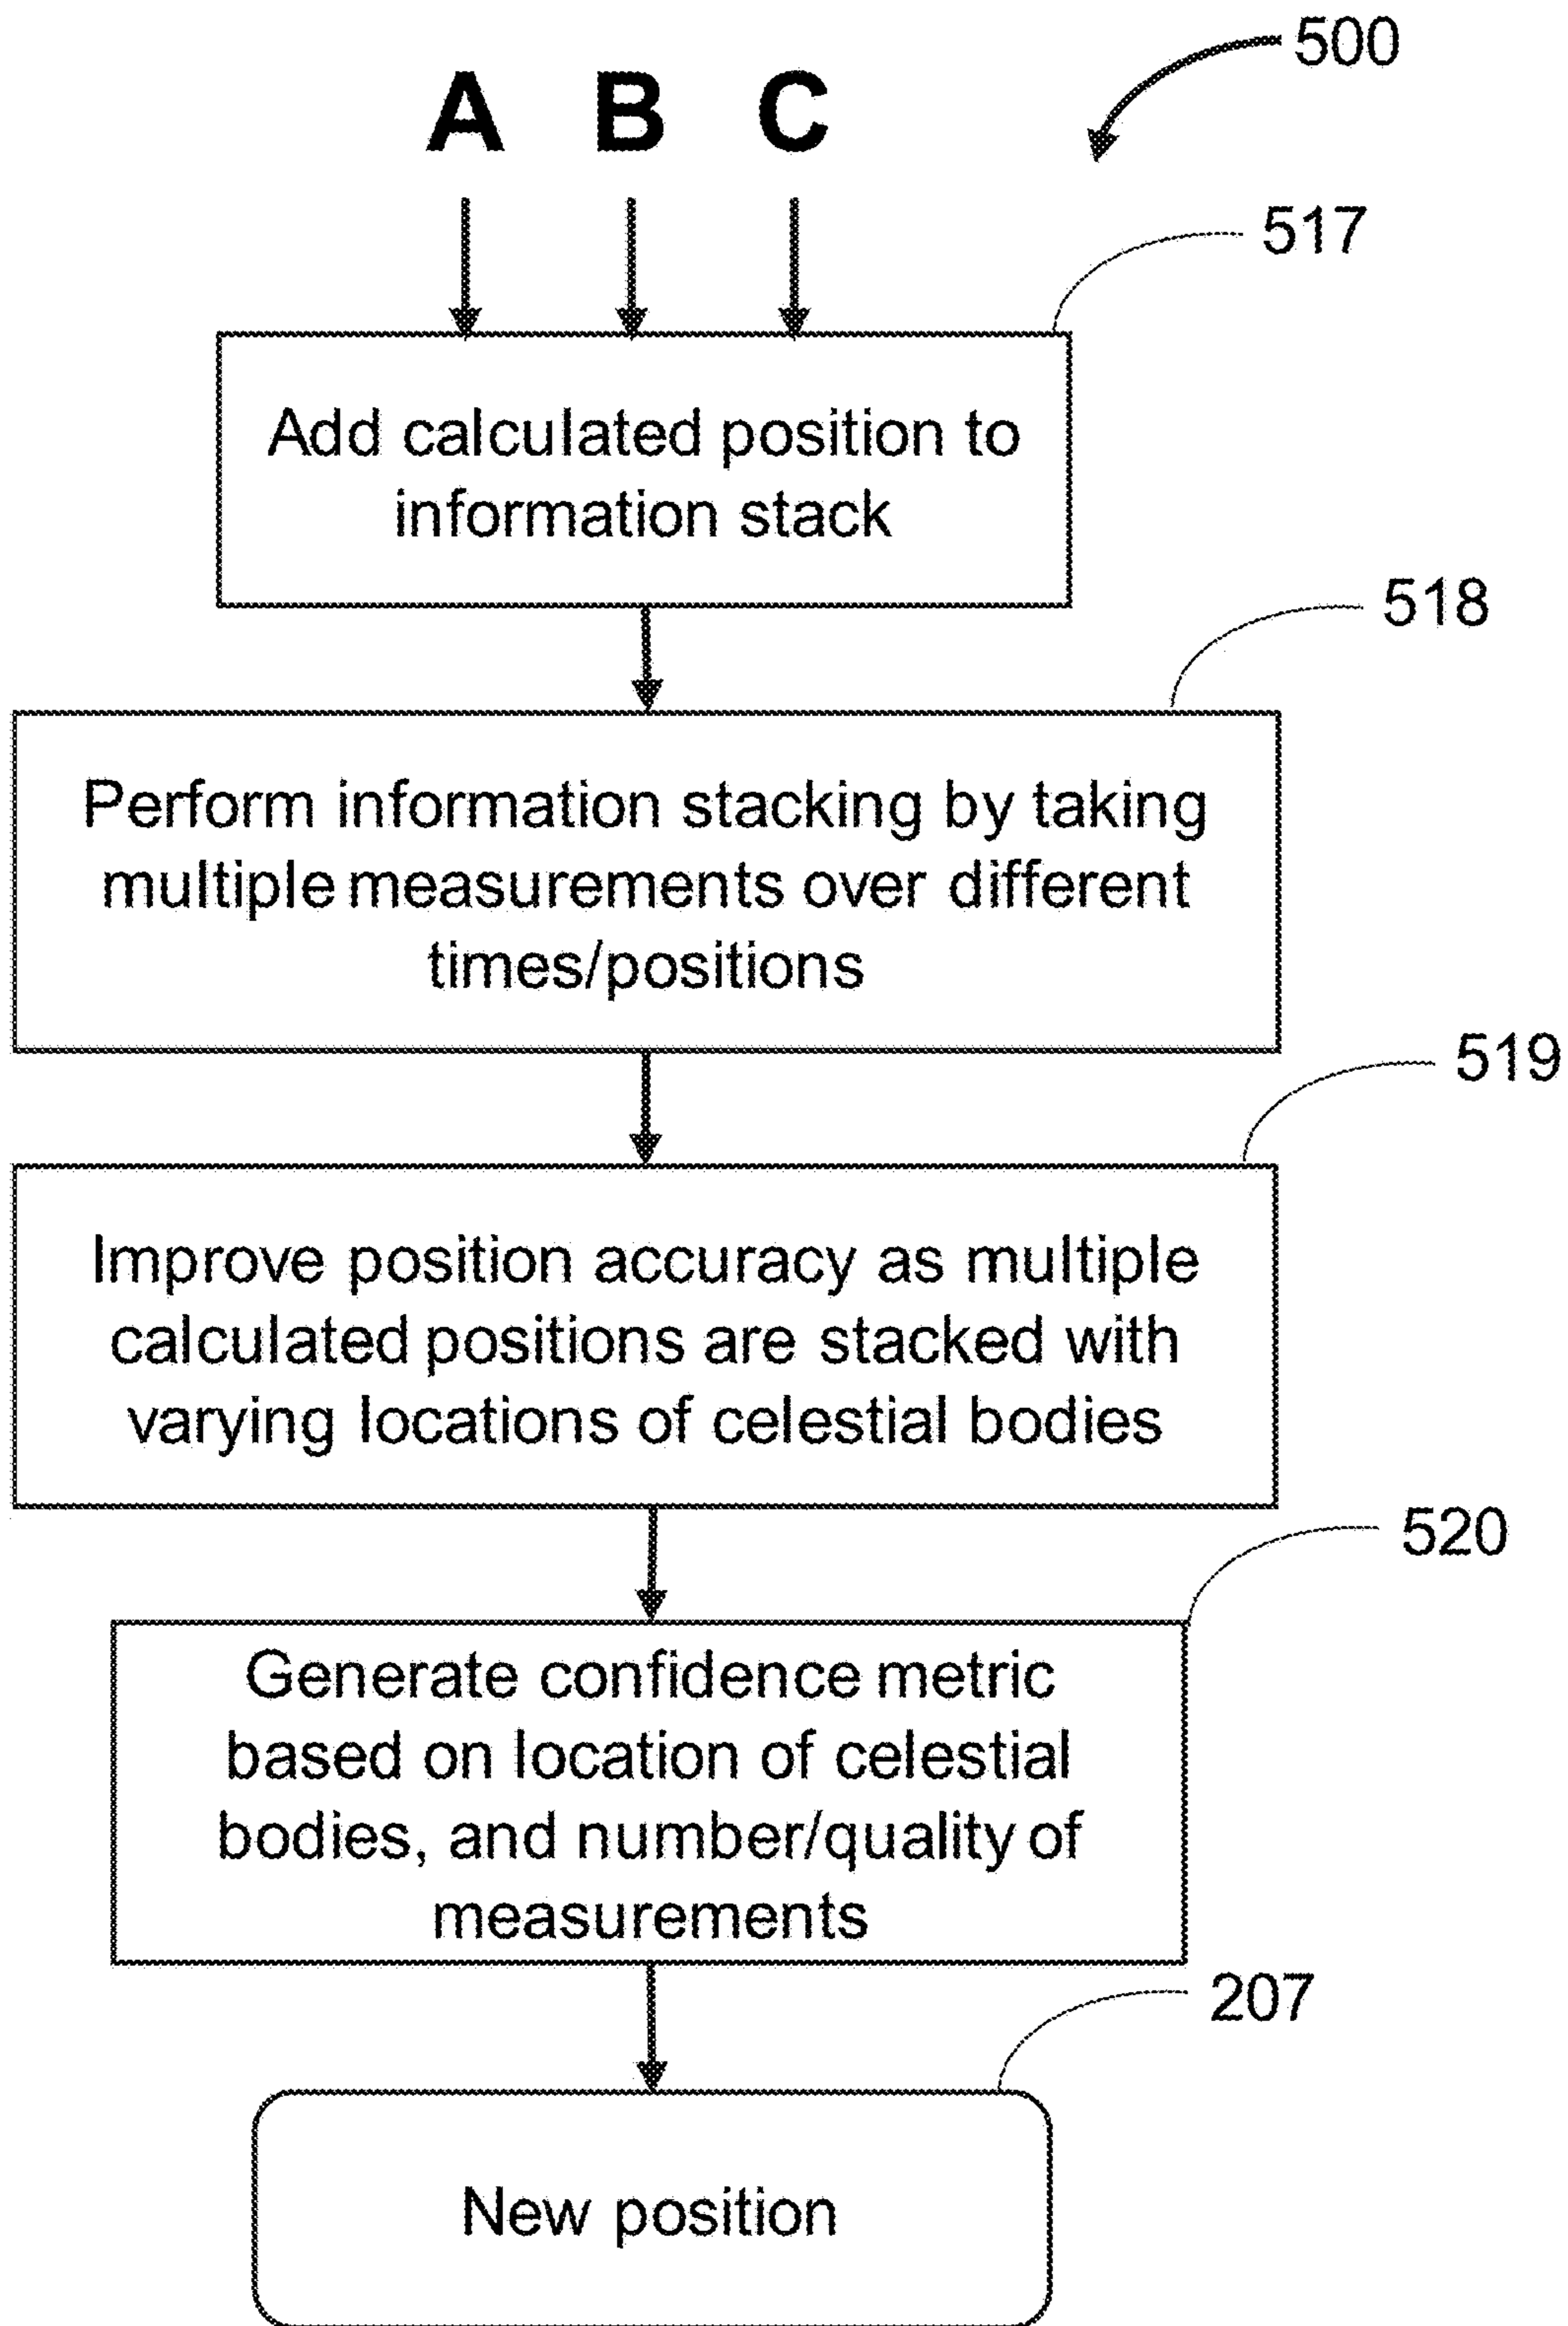 500
A B C
517
Add calculated position to
information stack
518
Perform information stacking by taking
multiple measurements over different
times/positions
519
Improve position accuracy as multiple
calculated positions are stacked with
varying locations of celestial bodies
520
Generate confidence metric
based on location of celestial
bodies, and number/quality of
measurements
207
New position